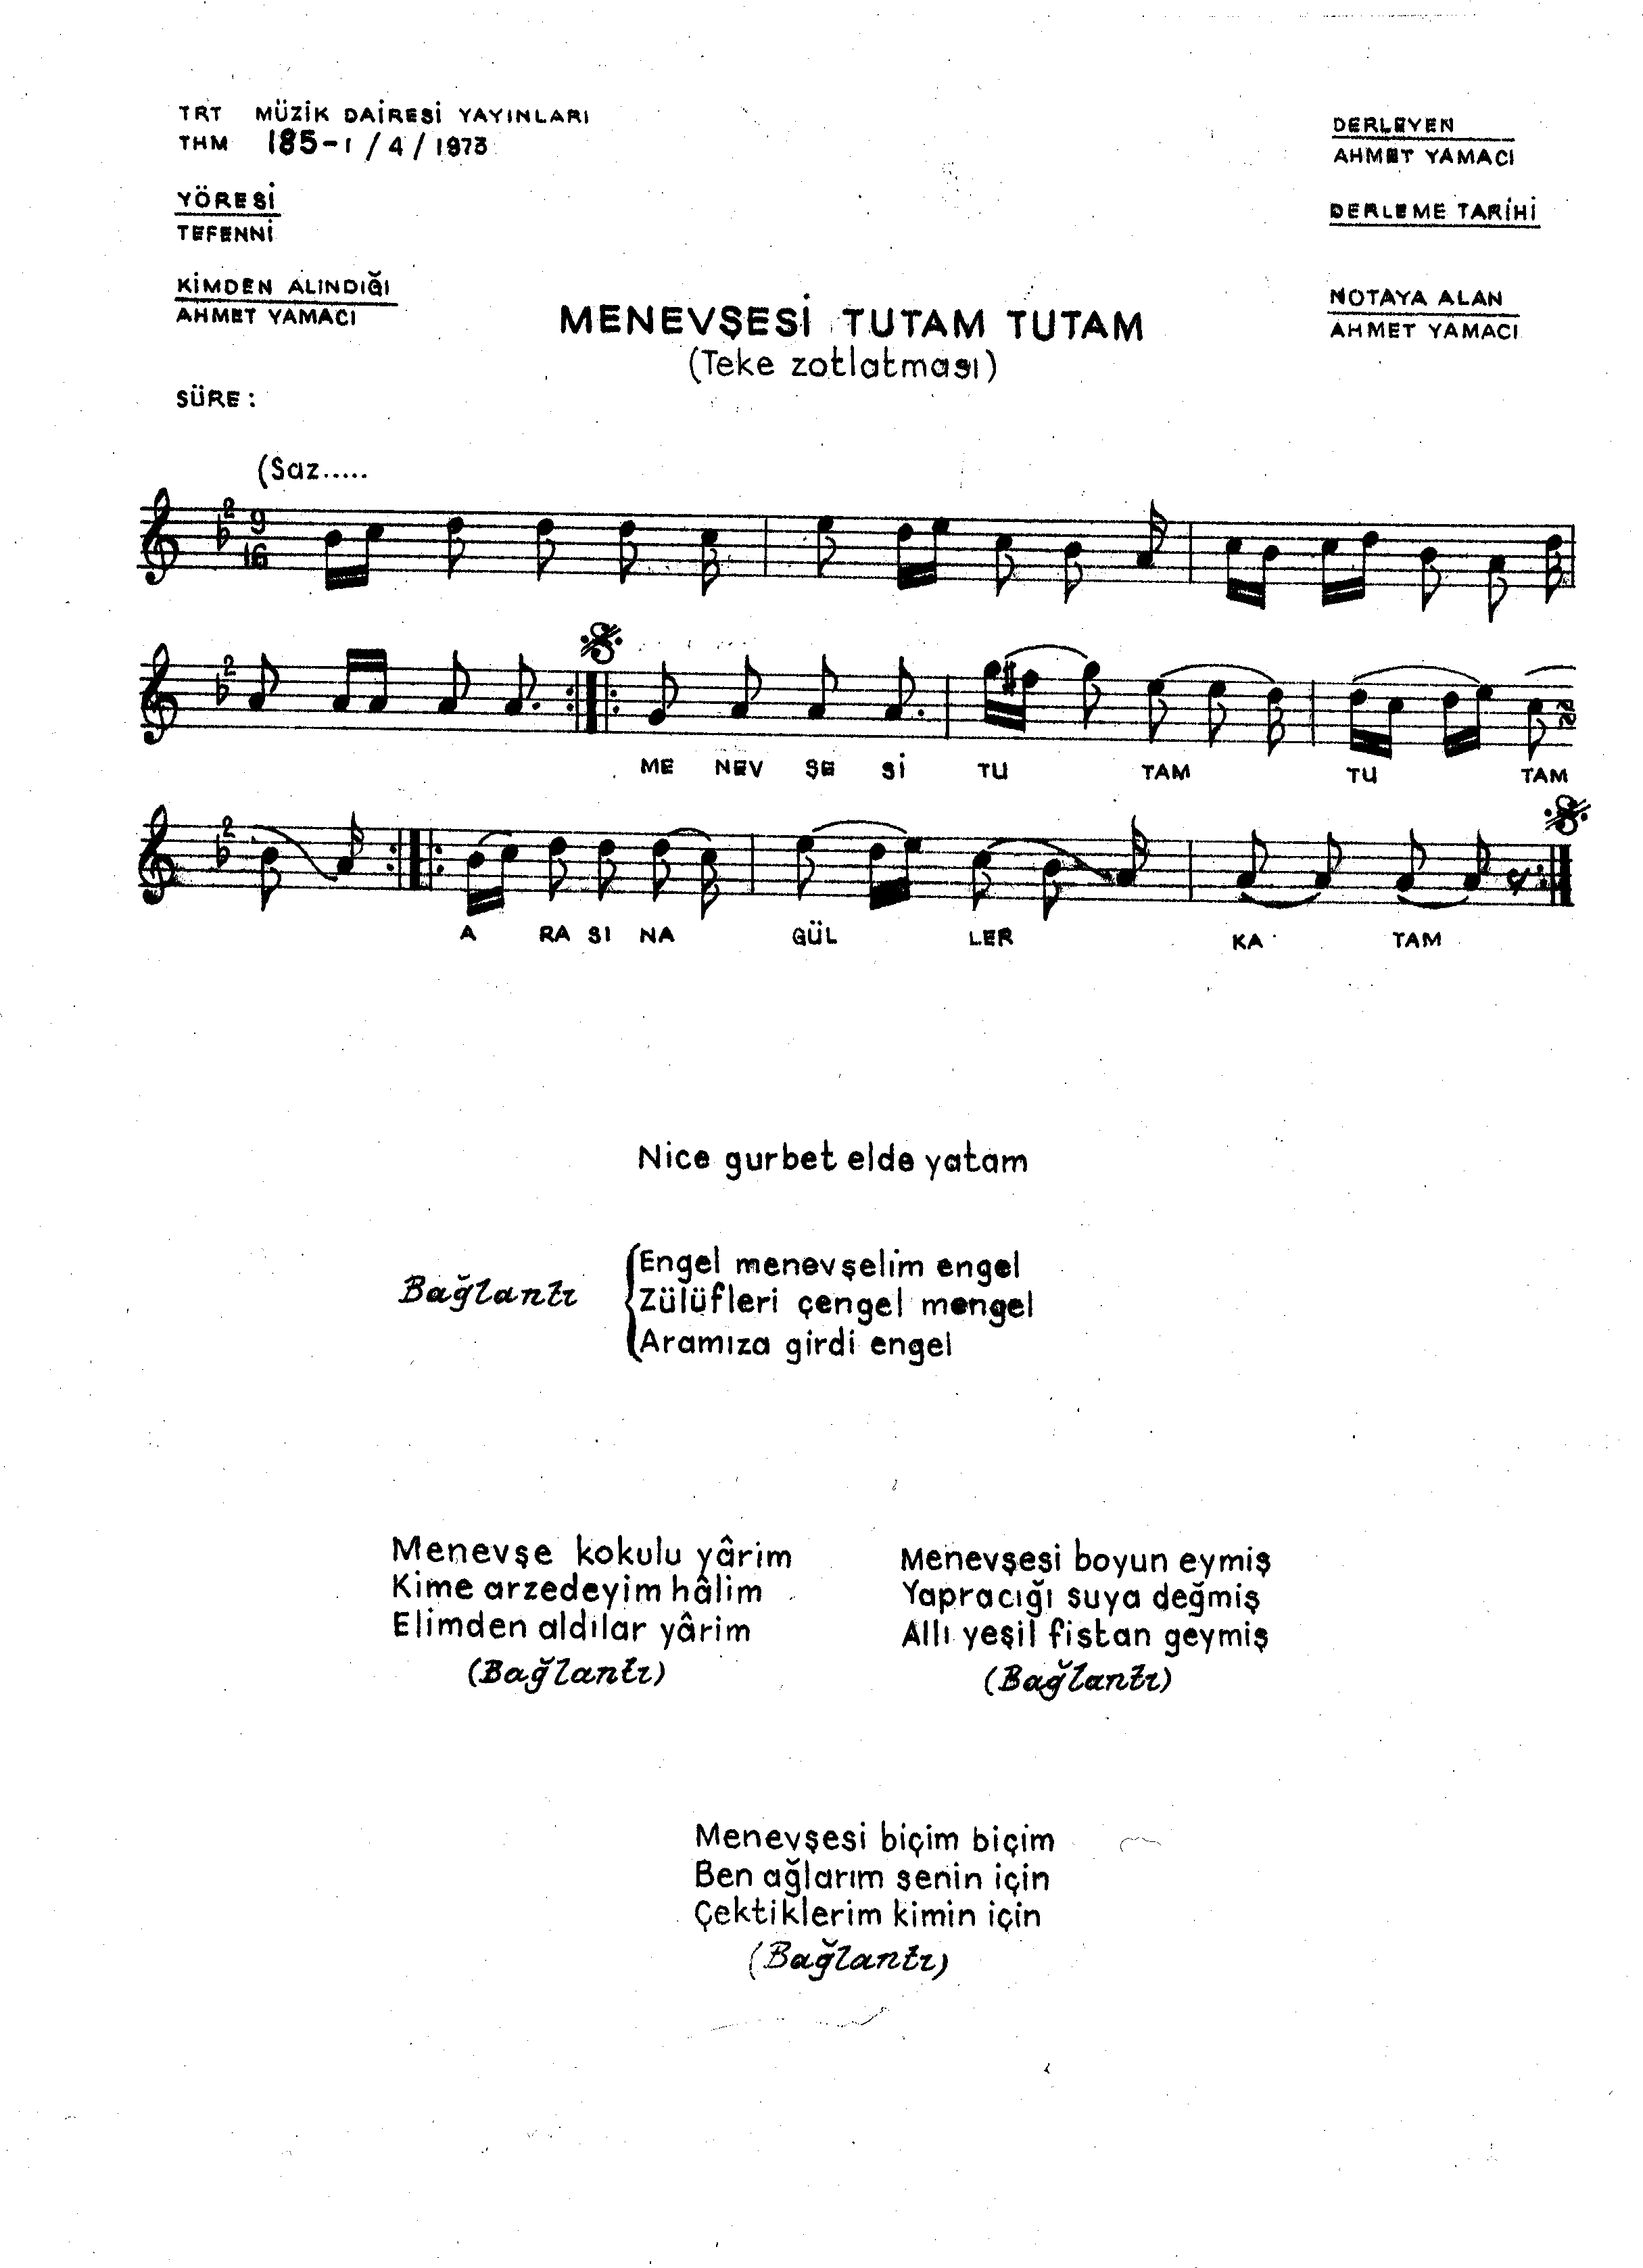 TRT MÜZİK DAİRESİ YAYINLARI
THM 185-1/4/1973
YÖRESİ
TEFENNİ
KİMDEN ALINDIĞI
AHMET YAMACI
SÜRE :
DERLEYEN
AHMET YAMACI
DERLEME TARİHİ
NOTAYA ALAN
AHMET YAMACI
MENEVŞESİ TUTAM TUTAM
(Teke zotlatması)
(Saz.....
2 9
16
2
ME NEV ŞE Sİ TU TAM TU TAM
2
A RA SI NA GÜL LER KA TAM
Nice gurbet elde yatam
Bağlantı
Engel menevşelim engel
Zülüfleri çengel mengel
Aramıza girdi engel
Menevşe kokulu yârim
Kime arzedeyim hâlim
Elimden aldılar yârim
(Bağlantı)
Menevşesi boyun eymiş
Yapracığı suya değmiş
Allı yeşil fistan geymiş
(Bağlantı)
Menevşesi biçim biçim
Ben ağlarım senin için
Çektiklerim kimin için
(Bağlantı)